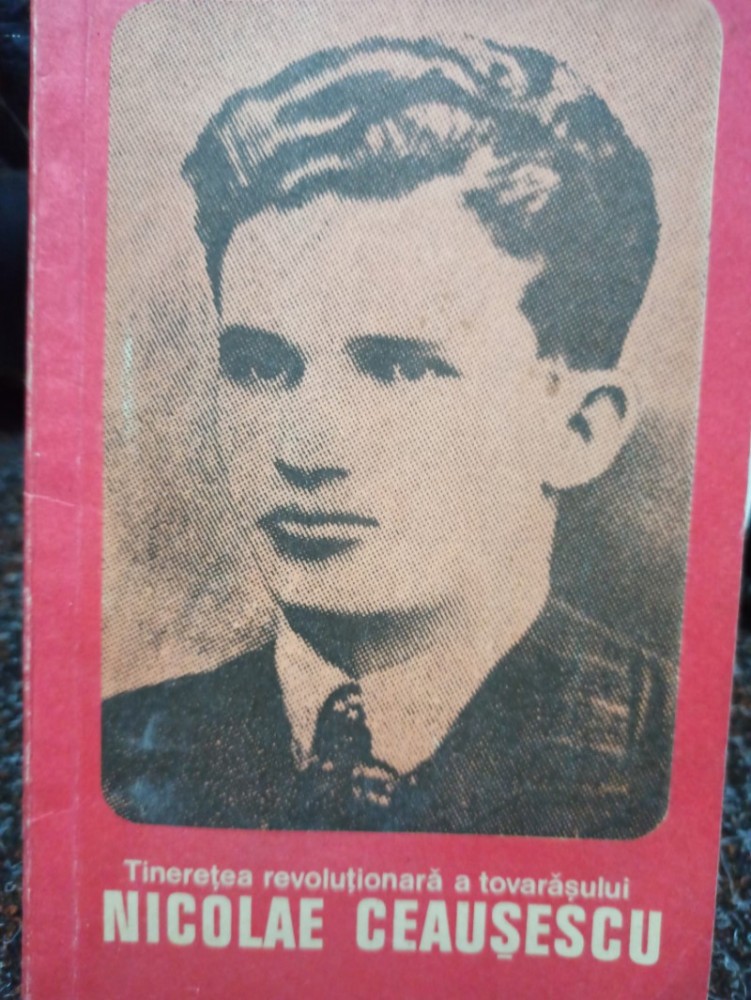 Tinerețea revoluționară a tovarășului
NICOLAE CEAUȘESCU